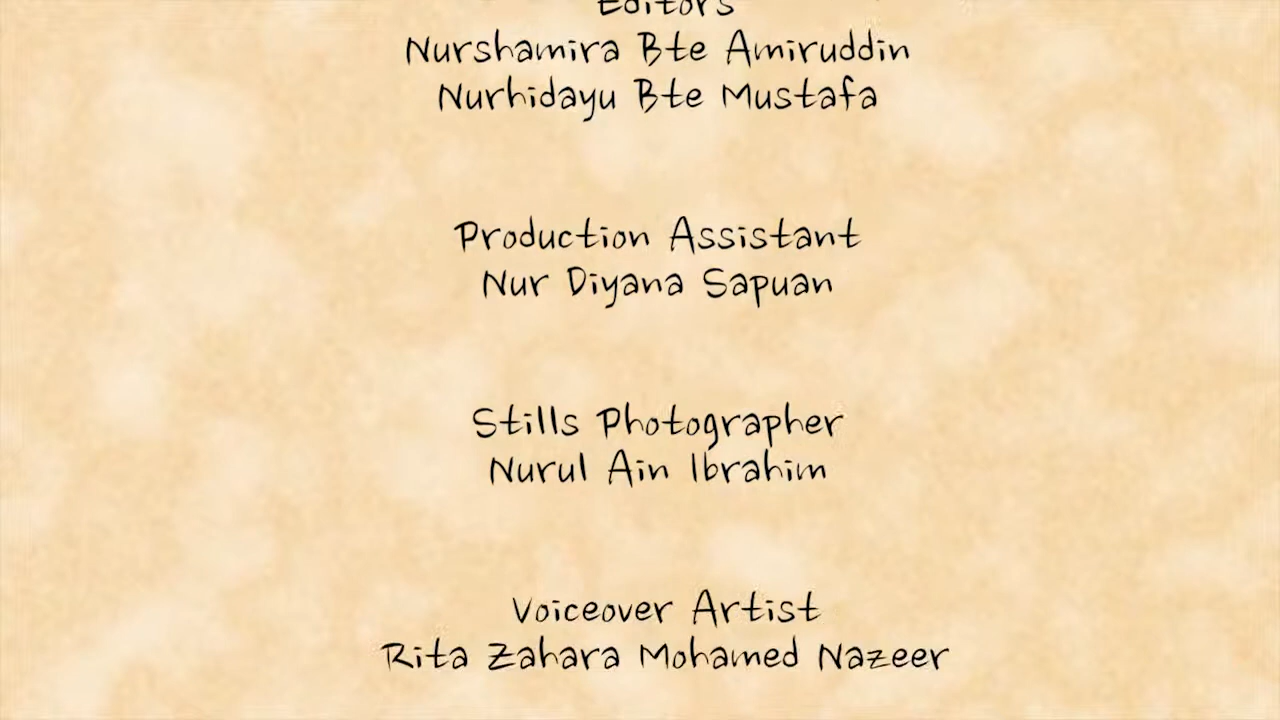 Editors
Nurshamira Bte Amiruddin
Nurhidayu Bte Mustafa
Production Assistant
Nur Diyana Sapuan
Stills Photographer
Nurul Ain Ibrahim
Voiceover Artist
Rita Zahara Mohamed Nazeer